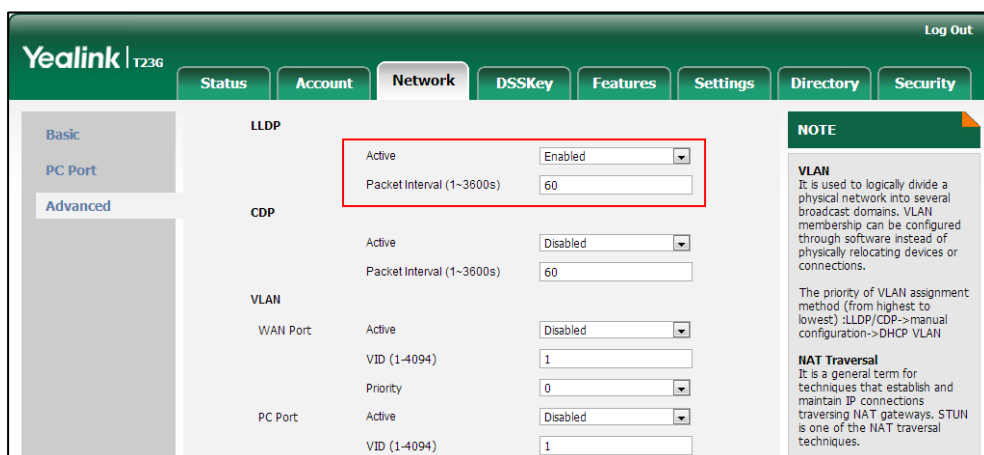 Log Out
Yealink | T23G
Status Account Network DSSKey Features Settings Directory Security
Basic
PC Port
Advanced
LLDP
Active Enabled
Packet Interval (1~3600s) 60
CDP
Active Disabled
Packet Interval (1~3600s) 60
VLAN
WAN Port Active Disabled
VID (1-4094) 1
Priority 0
PC Port Active Disabled
VID (1-4094) 1
NOTE
VLAN
It is used to logically divide a
physical network into several
broadcast domains. VLAN
membership can be configured
through software instead of
physically relocating devices or
connections.
The priority of VLAN assignment
method (from highest to
lowest) :LLDP/CDP->manual
configuration->DHCP VLAN
NAT Traversal
It is a general term for
techniques that establish and
maintain IP connections
traversing NAT gateways. STUN
is one of the NAT traversal
techniques.